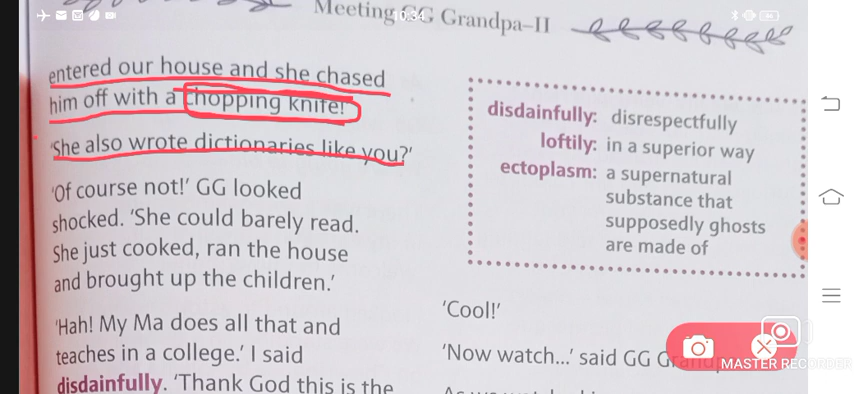 Meeting GG Grandpa–II
10:34
entered our house and she chased
him off with a chopping knife!
'She also wrote dictionaries like you?'
'Of course not!' GG looked
shocked. 'She could barely read.
She just cooked, ran the house
and brought up the children.'
'Hah! My Ma does all that and
teaches in a college.' I said
disdainfully. 'Thank God this is the
disdainfully: disrespectfully
loftily: in a superior way
ectoplasm: a supernatural
substance that
supposedly ghosts
are made of
'Cool!'
'Now watch...' said GG Grandpa
MASTER RECORDER